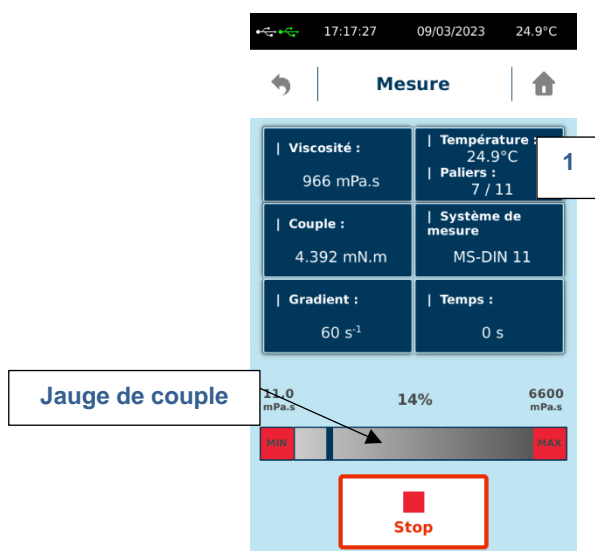 17:17:27 09/03/2023 24.9°C
Mesure
| Viscosité :
966 mPa.s
| Température :
24.9°C
| Paliers :
7 / 11
1
| Couple :
4.392 mN.m
| Système de
mesure
MS-DIN 11
| Gradient :
60 s⁻¹
| Temps :
0 s
Jauge de couple
11.0
mPa.s
14%
6600
mPa.s
MIN
MAX
Stop